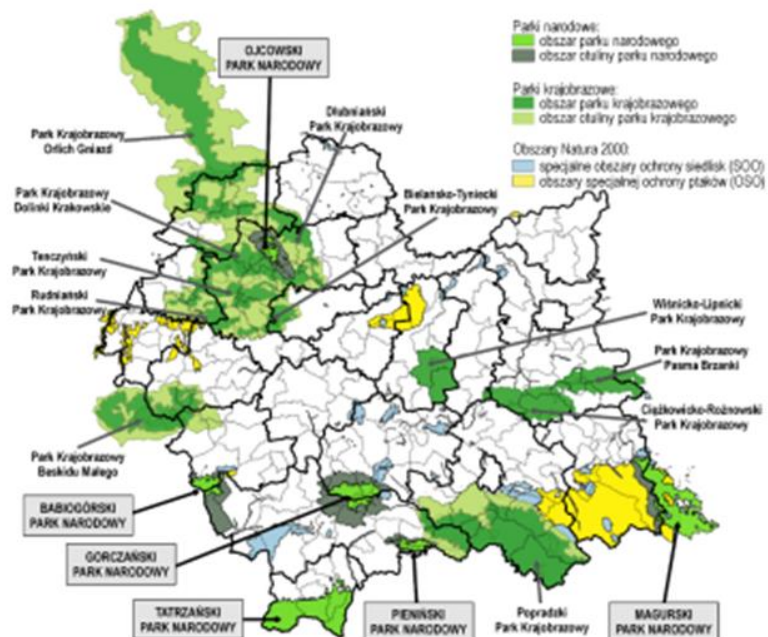 OJCOWSKI
PARK NARODOWY
Parki narodowe:
obszar parku narodowego
obszar otuliny parku narodowego
Parki krajobrazowe:
obszar parku krajobrazowego
obszar otuliny parku krajobrazowego
Obszary Natura 2000:
specjalne obszary ochrony siedlisk (SOO)
obszary specjalnej ochrony ptaków (OSO)
Dłubniański
Park Krajobrazowy
Park Krajobrazowy
Orlich Gniazd
Bielańsko-Tyniecki
Park Krajobrazowy
Park Krajobrazowy
Dolinki Krakowskie
Tenczyński
Park Krajobrazowy
Rudniański
Park Krajobrazowy
Wiśnicko-Lipnicki
Park Krajobrazowy
Park Krajobrazowy
Pasma Brzanki
Ciężkowicko-Rożnowski
Park Krajobrazowy
Park Krajobrazowy
Beskidu Małego
BABIOGÓRSKI
PARK NARODOWY
GORCZAŃSKI
PARK NARODOWY
TATRZAŃSKI
PARK NARODOWY
PIENIŃSKI
PARK NARODOWY
Popradzki
Park Krajobrazowy
MAGURSKI
PARK NARODOWY